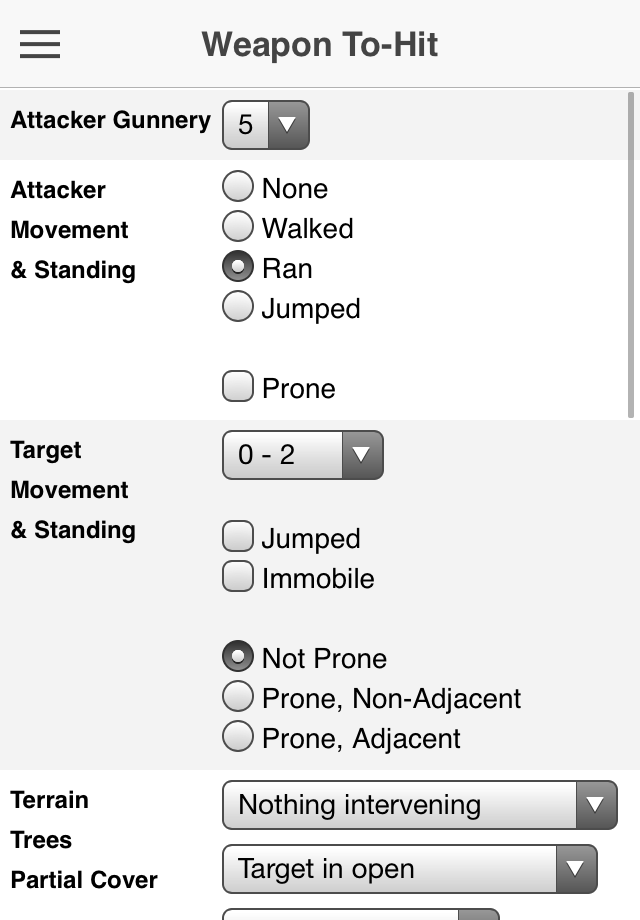 Weapon To-Hit
Attacker Gunnery 5
Attacker
Movement
& Standing
None
Walked
Ran
Jumped
Prone
Target
Movement
& Standing
0 - 2
Jumped
Immobile
Not Prone
Prone, Non-Adjacent
Prone, Adjacent
Terrain
Trees
Partial Cover
Nothing intervening
Target in open